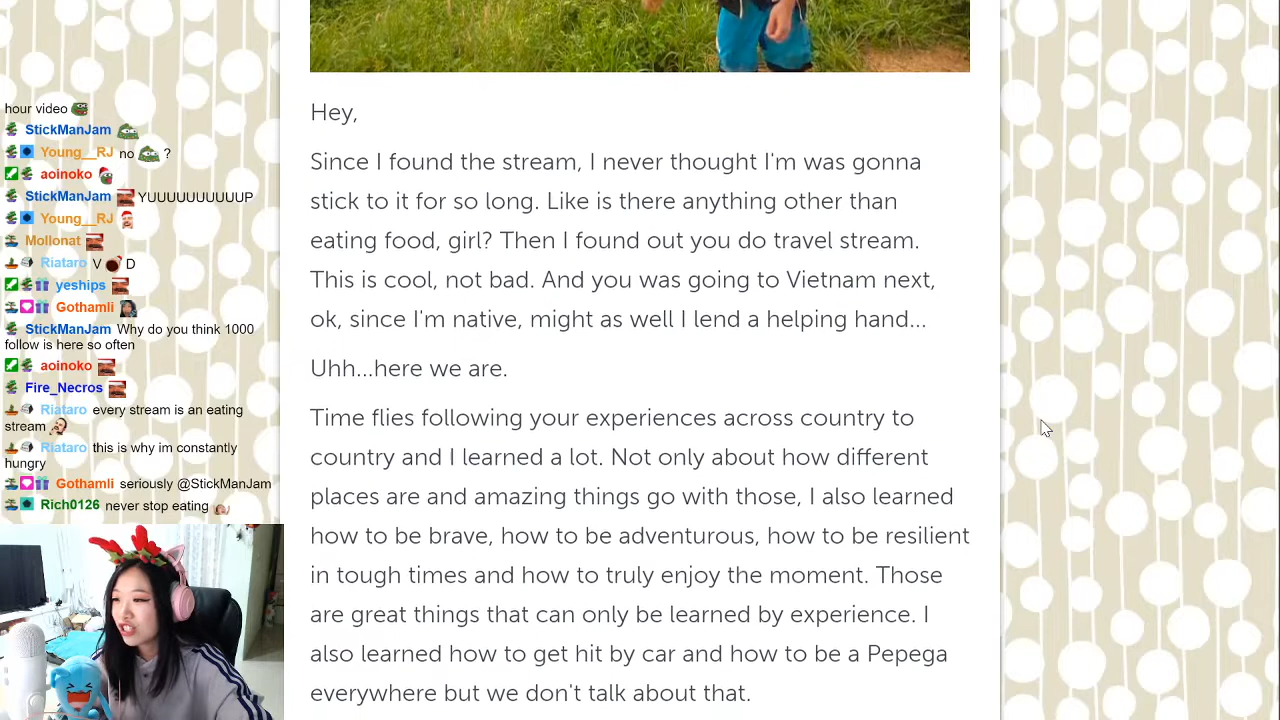 hour video
StickManJam
Young__RJ no ?
aoinoko
StickManJam YUUUUUUUUUUP
Young__RJ
Mollonat
Riataro V D
yeships
Gothamli
StickManJam Why do you think 1000
follow is here so often
aoinoko
Fire_Necros
Riataro every stream is an eating
stream
Riataro this is why im constantly
hungry
Gothamli seriously @StickManJam
Rich0126 never stop eating
Hey,
Since I found the stream, I never thought I'm was gonna
stick to it for so long. Like is there anything other than
eating food, girl? Then I found out you do travel stream.
This is cool, not bad. And you was going to Vietnam next,
ok, since I'm native, might as well I lend a helping hand...
Uhh...here we are.
Time flies following your experiences across country to
country and I learned a lot. Not only about how different
places are and amazing things go with those, I also learned
how to be brave, how to be adventurous, how to be resilient
in tough times and how to truly enjoy the moment. Those
are great things that can only be learned by experience. I
also learned how to get hit by car and how to be a Pepega
everywhere but we don't talk about that.